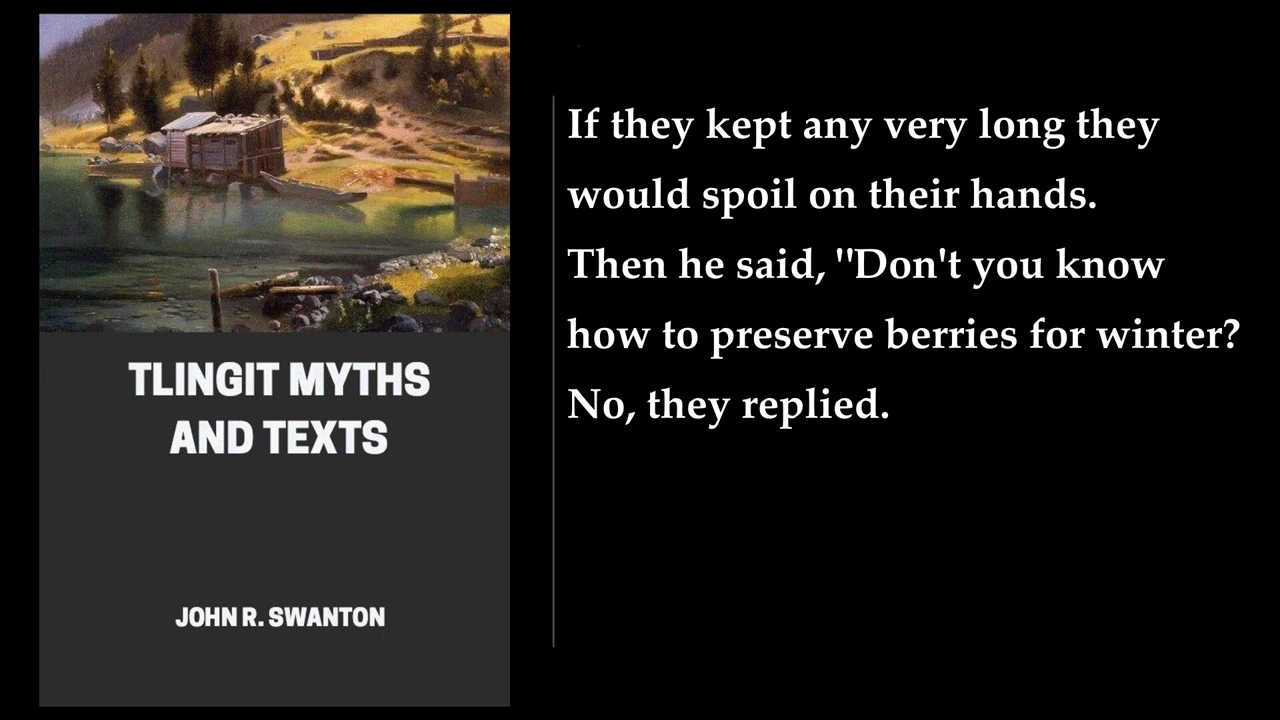 TLINGIT MYTHS
AND TEXTS
JOHN R. SWANTON
If they kept any very long they
would spoil on their hands.
Then he said, "Don't you know
how to preserve berries for winter?
No, they replied.